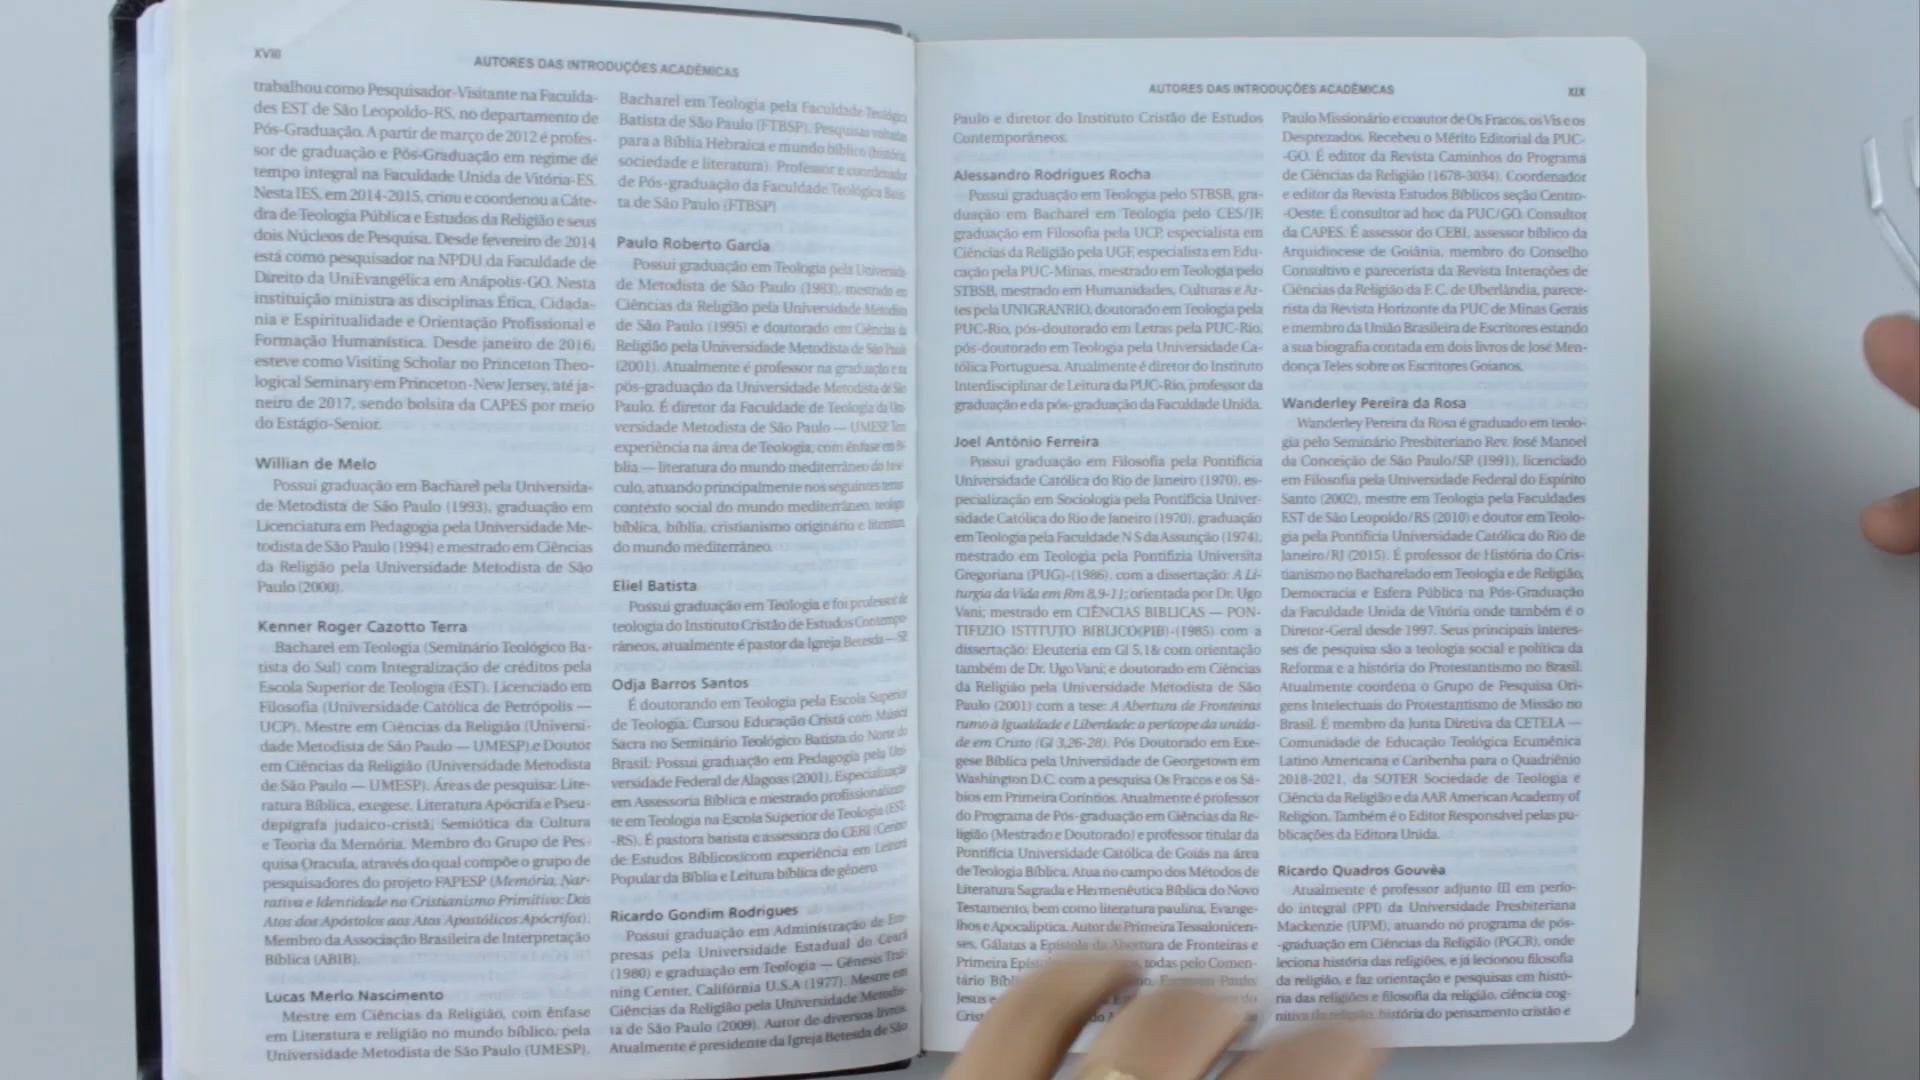 XVIII
AUTORES DAS INTRODUÇÕES ACADÊMICAS
trabalhou como Pesquisador-Visitante na Faculda-
des EST de São Leopoldo-RS, no departamento de
Pós-Graduação. A partir de março de 2012 é profes-
sor de graduação e Pós-Graduação em regime de
tempo integral na Faculdade Unida de Vitória-ES.
Nesta IES, em 2014-2015, criou e coordenou a Cáte-
dra de Teologia Pública e Estudos da Religião e seus
dois Núcleos de Pesquisa. Desde fevereiro de 2014
está como pesquisador na NPDU da Faculdade de
Direito da UniEvangélica em Anápolis-GO. Nesta
instituição ministra as disciplinas Ética, Cidada-
nia e Espiritualidade e Orientação Profissional e
Formação Humanística. Desde janeiro de 2016,
esteve como Visiting Scholar no Princeton Theo-
logical Seminary em Princeton-New Jersey, até ja-
neiro de 2017, sendo bolsita da CAPES por meio
do Estágio-Senior.
Willian de Melo
Possui graduação em Bacharel pela Universida-
de Metodista de São Paulo (1993), graduação em
Licenciatura em Pedagogia pela Universidade Me-
todista de São Paulo (1994) e mestrado em Ciências
da Religião pela Universidade Metodista de São
Paulo (2000).
Kenner Roger Cazotto Terra
Bacharel em Teologia (Seminário Teológico Ba-
tista do Sul) com Integralização de créditos pela
Escola Superior de Teologia (EST). Licenciado em
Filosofia (Universidade Católica de Petrópolis —
UCP). Mestre em Ciências da Religião (Universi-
dade Metodista de São Paulo — UMESP) e Doutor
em Ciências da Religião (Universidade Metodista
de São Paulo — UMESP). Áreas de pesquisa: Lite-
ratura Bíblica, exegese, Literatura Apócrifa e Pseu-
depígrafa judaico-cristã; Semiótica da Cultura
e Teoria da Memória. Membro do Grupo de Pes-
quisa Oracula, através do qual compõe o grupo de
pesquisadores do projeto FAPESP (Memória, Nar-
rativa e Identidade no Cristianismo Primitivo: Dos
Atos dos Apóstolos aos Atos Apostólicos Apócrifos).
Membro da Associação Brasileira de Interpretação
Bíblica (ABIB).
Lucas Merlo Nascimento
Mestre em Ciências da Religião, com ênfase
em Literatura e religião no mundo bíblico, pela
Universidade Metodista de São Paulo (UMESP).
Bacharel em Teologia pela Faculdade Teológica
Batista de São Paulo (FTBSP). Pesquisas voltadas
para a Bíblia Hebraica e mundo bíblico (história,
sociedade e literatura). Professor e coordenador
de Pós-graduação da Faculdade Teológica Batis-
ta de São Paulo (FTBSP)
Paulo Roberto Garcia
Possui graduação em Teologia pela Universida-
de Metodista de São Paulo (1983), mestrado em
Ciências da Religião pela Universidade Metodista
de São Paulo (1995) e doutorado em Ciências da
Religião pela Universidade Metodista de São Paulo
(2001). Atualmente é professor na graduação e na
pós-graduação da Universidade Metodista de São
Paulo. É diretor da Faculdade de Teologia da Uni-
versidade Metodista de São Paulo — UMESP. Tem
experiência na área de Teologia, com ênfase em Bí-
blia — literatura do mundo mediterrâneo do
culo, atuando principalmente nos seguintes temas
contexto social do mundo mediterrâneo, teologia
bíblica, bíblia, cristianismo originário e literatura
do mundo mediterrâneo.
Eliel Batista
Possui graduação em Teologia e foi professor de
teologia do Instituto Cristão de Estudos Contempo-
râneos, atualmente é pastor da Igreja Betesda — SP.
Odja Barros Santos
É doutorando em Teologia pela Escola Superior
de Teologia. Cursou Educação Cristã com Música
Sacra no Seminário Teológico Batista do Norte do
Brasil. Possui graduação em Pedagogia pela Uni-
versidade Federal de Alagoas (2001), Especialização
em Assessoria Bíblica e mestrado profissionalizan-
te em Teologia na Escola Superior de Teologia (EST-
-RS). É pastora batista e assessora do CEBI (Centro
de Estudos Bíblicos)com experiência em Leitura
Popular da Bíblia e Leitura bíblica de gênero.
Ricardo Gondim Rodrigues
Possui graduação em Administração de Em-
presas pela Universidade Estadual do Ceará
(1980) e graduação em Teologia — Gênesis Trai-
ning Center, Califórnia U.S.A (1977). Mestre em
Ciências da Religião pela Universidade Metodis-
ta de São Paulo (2009). Autor de diversos livros.
Atualmente é presidente da Igreja Betesda de São
AUTORES DAS INTRODUÇÕES ACADÊMICAS
XIX
Paulo e diretor do Instituto Cristão de Estudos
Contemporâneos.
Alessandro Rodrigues Rocha
Possui graduação em Teologia pelo STBSB, gra-
duação em Bacharel em Teologia pelo CES/JF,
graduação em Filosofia pela UCP, especialista em
Ciências da Religião pela UGF, especialista em Edu-
cação pela PUC-Minas, mestrado em Teologia pelo
STBSB, mestrado em Humanidades, Culturas e Ar-
tes pela UNIGRANRIO, doutorado em Teologia pela
PUC-Rio, pós-doutorado em Letras pela PUC-Rio,
pós-doutorado em Teologia pela Universidade Ca-
tólica Portuguesa. Atualmente é diretor do Instituto
Interdisciplinar de Leitura da PUC-Rio, professor da
graduação e da pós-graduação da Faculdade Unida.
Joel Antônio Ferreira
Possui graduação em Filosofia pela Pontifícia
Universidade Católica do Rio de Janeiro (1970), es-
pecialização em Sociologia pela Pontifícia Univer-
sidade Católica do Rio de Janeiro (1970), graduação
em Teologia pela Faculdade N S da Assunção (1974),
mestrado em Teologia pela Pontifizia Universita
Gregoriana (PUG)-(1986), com a dissertação: A Li-
turgia da Vida em Rm 8,9-11; orientada por Dr. Ugo
Vani; mestrado em CIÊNCIAS BIBLICAS — PON-
TIFIZIO ISTITUTO BIBLICO(PIB)-(1985) com a
dissertação: Eleuteria em Gl 5,1& com orientação
também de Dr. Ugo Vani; e doutorado em Ciências
da Religião pela Universidade Metodista de São
Paulo (2001) com a tese: A Abertura de Fronteiras
rumo à Igualdade e Liberdade: a perícope da unida-
de em Cristo (Gl 3,26-28). Pós Doutorado em Exe-
gese Bíblica pela Universidade de Georgetown em
Washington D.C. com a pesquisa Os Fracos e os Sá-
bios em Primeira Coríntios. Atualmente é professor
do Programa de Pós-graduação em Ciências da Re-
ligião (Mestrado e Doutorado) e professor titular da
Pontifícia Universidade Católica de Goiás na área
de Teologia Bíblica. Atua no campo dos Métodos de
Literatura Sagrada e Hermenêutica Bíblica do Novo
Testamento, bem como literatura paulina, Evange-
lhos e Apocalíptica. Autor de Primeira Tessalonicen-
ses, Gálatas a Epístola da Abertura de Fronteiras e
Primeira todas pelo Comen-
tário Paulo,
Jesus e
Paulo Missionário e coautor de Os Fracos, os Vis e os
Desprezados. Recebeu o Mérito Editorial da PUC-
-GO. É editor da Revista Caminhos do Programa
de Ciências da Religião (1678-3034). Coordenador
e editor da Revista Estudos Bíblicos seção Centro-
-Oeste. É consultor ad hoc da PUC/GO. Consultor
da CAPES. É assessor do CEBI, assessor bíblico da
Arquidiocese de Goiânia, membro do Conselho
Consultivo e parecerista da Revista Interações de
Ciências da Religião da F. C. de Uberlândia, parece-
rista da Revista Horizonte da PUC de Minas Gerais
e membro da União Brasileira de Escritores estando
a sua biografia contada em dois livros de José Men-
donça Teles sobre os Escritores Goianos.
Wanderley Pereira da Rosa
Wanderley Pereira da Rosa é graduado em teolo-
gia pelo Seminário Presbiteriano Rev. José Manoel
da Conceição de São Paulo/SP (1991), licenciado
em Filosofia pela Universidade Federal do Espírito
Santo (2002), mestre em Teologia pela Faculdades
EST de São Leopoldo/RS (2010) e doutor em Teolo-
gia pela Pontifícia Universidade Católica do Rio de
Janeiro/RJ (2015). É professor de História do Cris-
tianismo no Bacharelado em Teologia e de Religião,
Democracia e Esfera Pública na Pós-Graduação
da Faculdade Unida de Vitória onde também é o
Diretor-Geral desde 1997. Seus principais interes-
ses de pesquisa são a teologia social e política da
Reforma e a história do Protestantismo no Brasil.
Atualmente coordena o Grupo de Pesquisa Ori-
gens Intelectuais do Protestantismo de Missão no
Brasil. É membro da Junta Diretiva da CETELA —
Comunidade de Educação Teológica Ecumênica
Latino Americana e Caribenha para o Quadriênio
2018-2021, da SOTER Sociedade de Teologia e
Ciência da Religião e da AAR American Academy of
Religion. Também é o Editor Responsável pelas pu-
blicações da Editora Unida.
Ricardo Quadros Gouvêa
Atualmente é professor adjunto III em perío-
do integral (PPI) da Universidade Presbiteriana
Mackenzie (UPM), atuando no programa de pós-
-graduação em Ciências da Religião (PGCR), onde
leciona história das religiões, e já lecionou filosofia
da religião, e faz orientação e pesquisas em histó-
ria das religiões e filosofia da religião, ciência cog-
nitiva da religião, história do pensamento cristão e